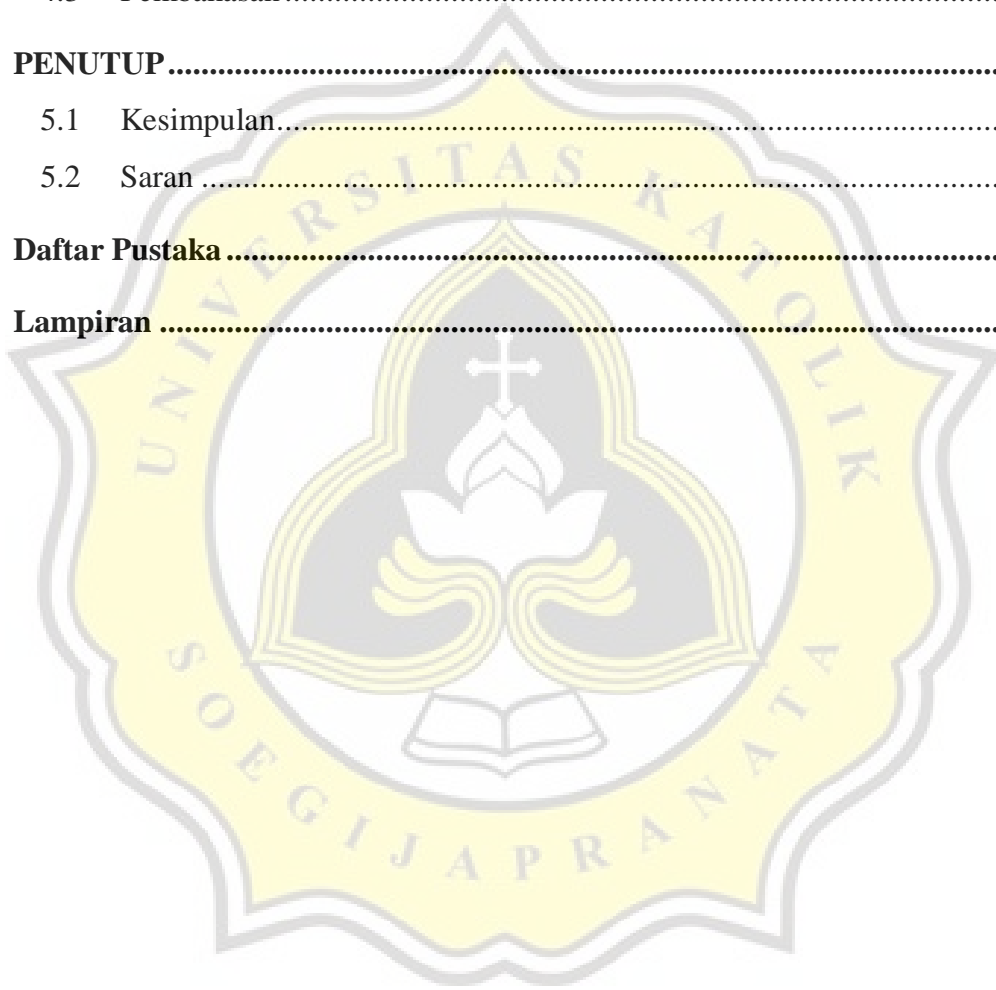 PENUTUP
5.1 Kesimpulan
5.2 Saran
Daftar Pustaka
Lampiran
UNIVERSITAS KATOLIK
SOEGIJAPRANATA